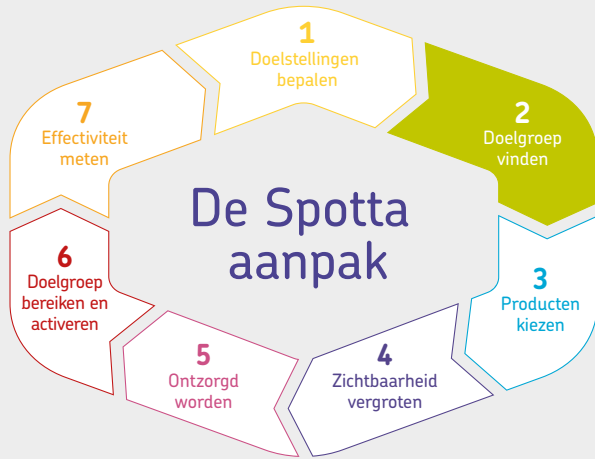 De Spotta
aanpak
1
Doelstellingen
bepalen
2
Doelgroep
vinden
3
Producten
kiezen
4
Zichtbaarheid
vergroten
5
Ontzorgd
worden
6
Doelgroep
bereiken en
activeren
7
Effectiviteit
meten